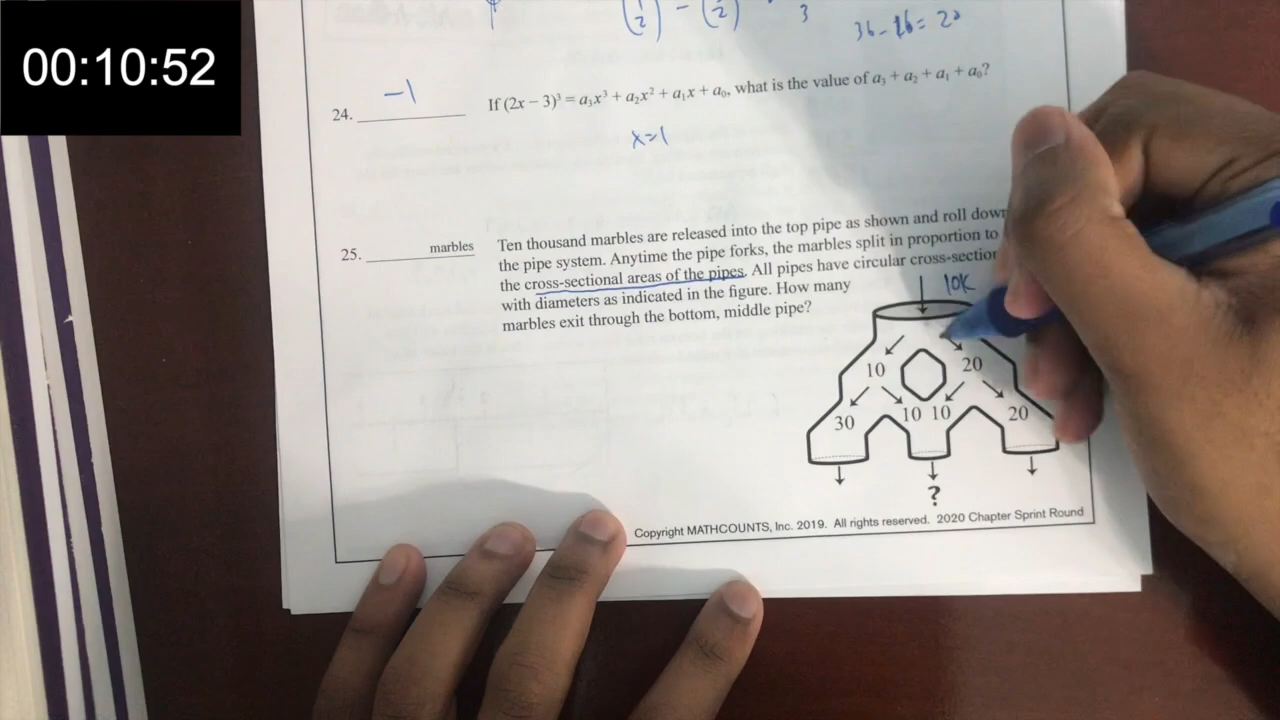 00:10:52
(1/2) - (2) 3 36-16= 20
24. -1 If (2x − 3)³ = a₃x³ + a₂x² + a₁x + a₀, what is the value of a₃ + a₂ + a₁ + a₀?
x=1
25. marbles Ten thousand marbles are released into the top pipe as shown and roll down
the pipe system. Anytime the pipe forks, the marbles split in proportion to
the cross-sectional areas of the pipes. All pipes have circular cross-section
with diameters as indicated in the figure. How many
marbles exit through the bottom, middle pipe?
10K
10 20
30 10 10 20
?
Copyright MATHCOUNTS, Inc. 2019. All rights reserved. 2020 Chapter Sprint Round